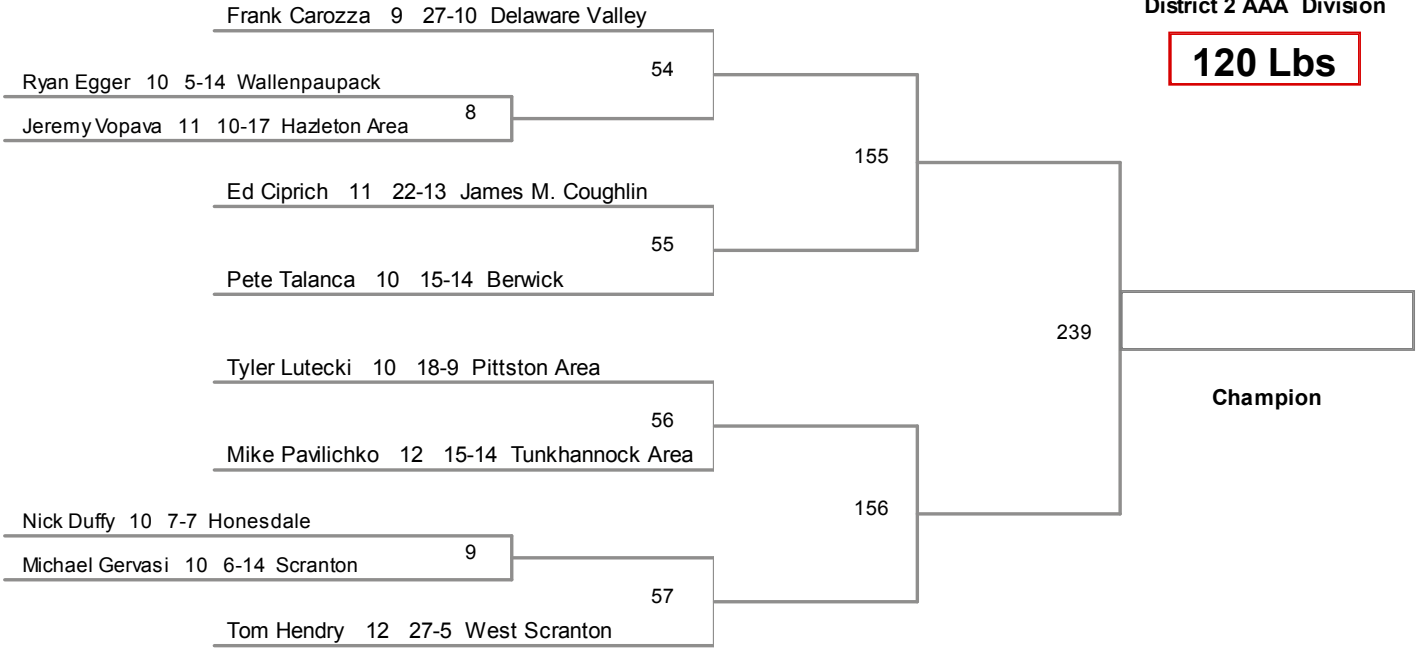 District 2 AAA Division
120 Lbs
Frank Carozza 9 27-10 Delaware Valley
54
Ryan Egger 10 5-14 Wallenpaupack
8
Jeremy Vopava 11 10-17 Hazleton Area
155
Ed Ciprich 11 22-13 James M. Coughlin
55
Pete Talanca 10 15-14 Berwick
239
Tyler Lutecki 10 18-9 Pittston Area
Champion
56
Mike Pavilichko 12 15-14 Tunkhannock Area
156
Nick Duffy 10 7-7 Honesdale
9
Michael Gervasi 10 6-14 Scranton
57
Tom Hendry 12 27-5 West Scranton